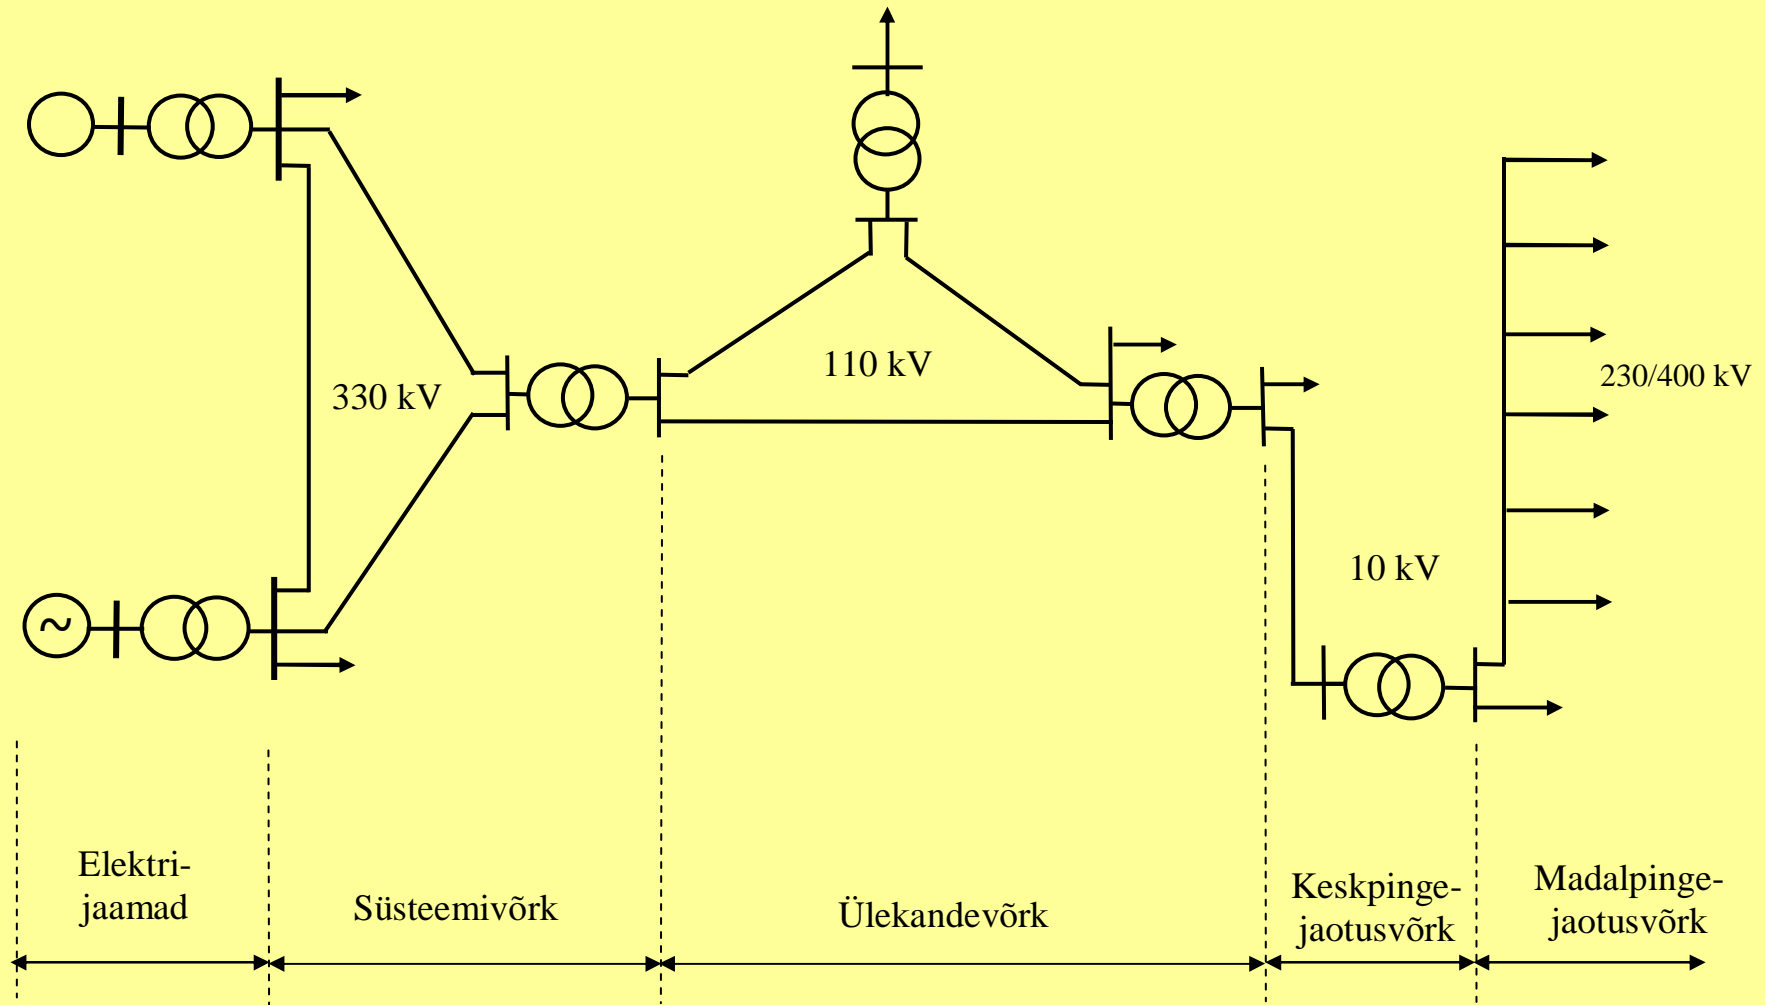 110 kV
330 kV
230/400 kV
10 kV
~
Elektri-
jaamad
Süsteemivõrk
Ülekandevõrk
Keskpinge-
jaotusvõrk
Madalpinge-
jaotusvõrk